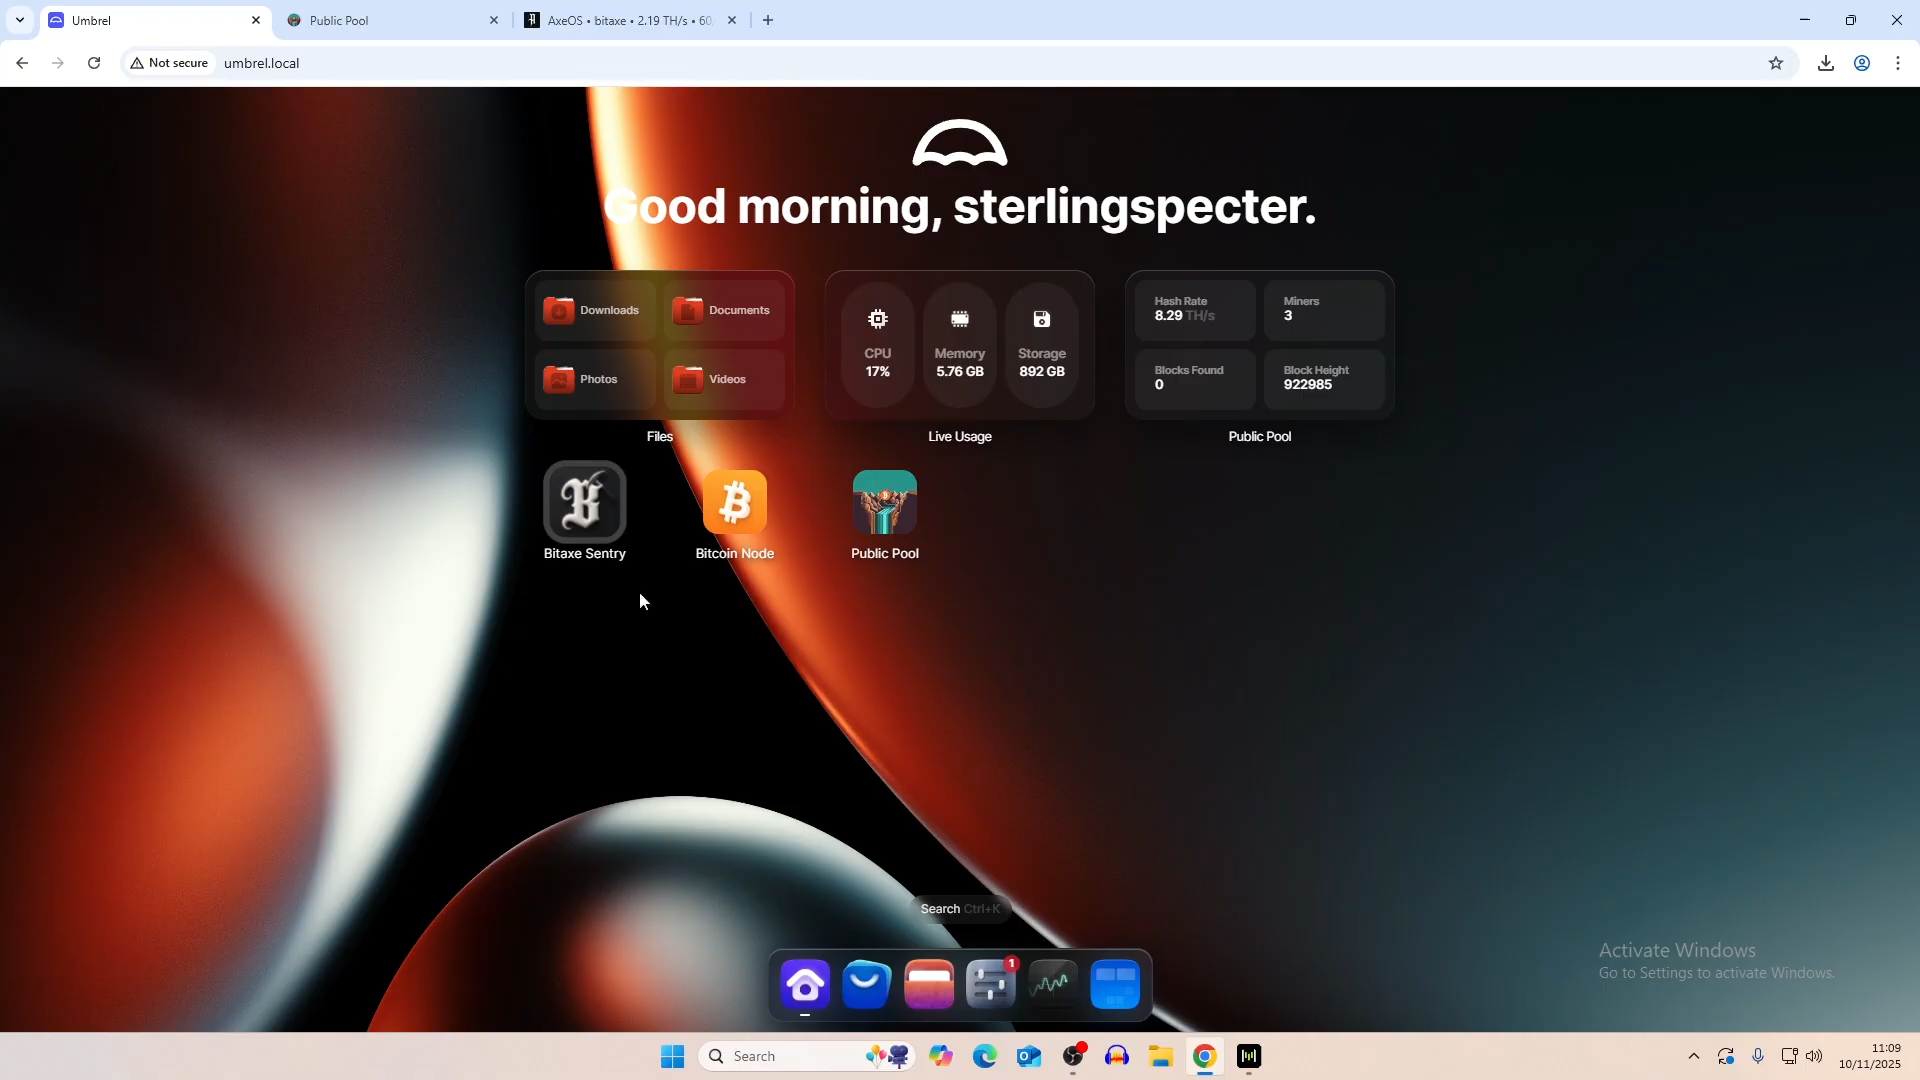 Umbrel
Public Pool
AxeOS • bitaxe • 2.19 TH/s • 60
Not secure
umbrel.local
Good morning, sterlingspecter.
Downloads
Documents
Photos
Videos
Files
CPU
17%
Memory
5.76 GB
Storage
892 GB
Live Usage
Hash Rate
8.29 TH/s
Miners
3
Blocks Found
0
Block Height
922985
Public Pool
Bitaxe Sentry
Bitcoin Node
Public Pool
Search Ctrl+K
1
Activate Windows
Go to Settings to activate Windows.
Search
11:09
10/11/2025